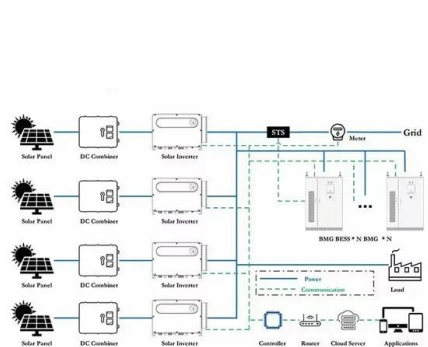 STS
Meter
Grid
Solar Panel
DC Combiner
Solar Inverter
Solar Panel
DC Combiner
Solar Inverter
BMG BESS * N BMG * N
Solar Panel
DC Combiner
Solar Inverter
Power
Communication
Load
Solar Panel
DC Combiner
Solar Inverter
Controller
Router
Cloud Server
Applications